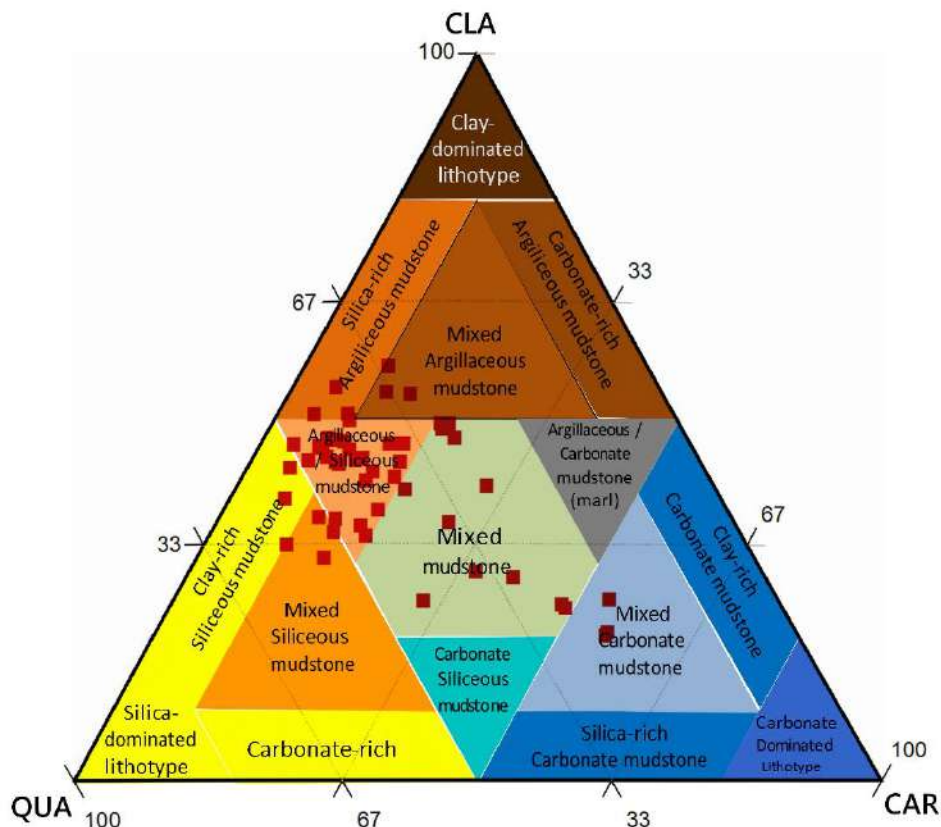 CLA
100
Clay-
dominated
lithotype
Silica-rich
Argiliceous mudstone
Carbonate-rich
Argiliceous mudstone
33
67
Mixed
Argillaceous
mudstone
Argillaceous
/ Siliceous
mudstone
Argillaceous /
Carbonate
mudstone
(marl)
Clay-rich
Siliceous mudstone
Clay-rich
Carbonate mudstone
67
33
Mixed
mudstone
Mixed
Siliceous
mudstone
Mixed
Carbonate
mudstone
Carbonate
Siliceous
mudstone
Silica-
dominated
lithotype
Carbonate-rich
Silica-rich
Carbonate mudstone
Carbonate
Dominated
Lithotype
100
QUA
CAR
100
67
33